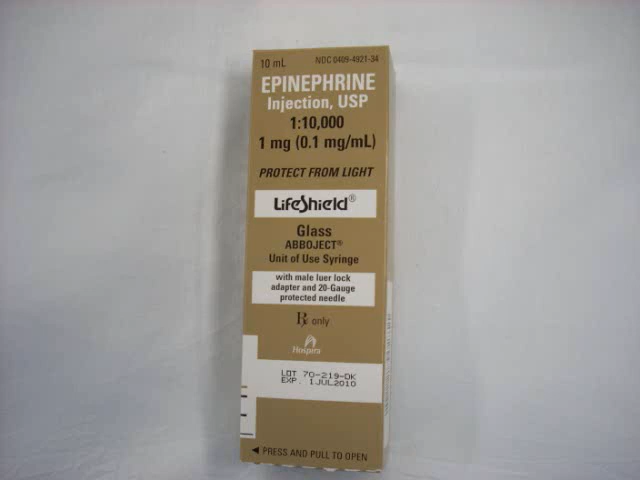 10 mL NDC 0409-4921-34
EPINEPHRINE
Injection, USP
1:10,000
1 mg (0.1 mg/mL)
PROTECT FROM LIGHT
LifeShield®
Glass
ABBOJECT®
Unit of Use Syringe
with male luer lock
adapter and 20-Gauge
protected needle
Rx only
Hospira
LOT 70-219-DK
EXP. 1JUL2010
◄ PRESS AND PULL TO OPEN